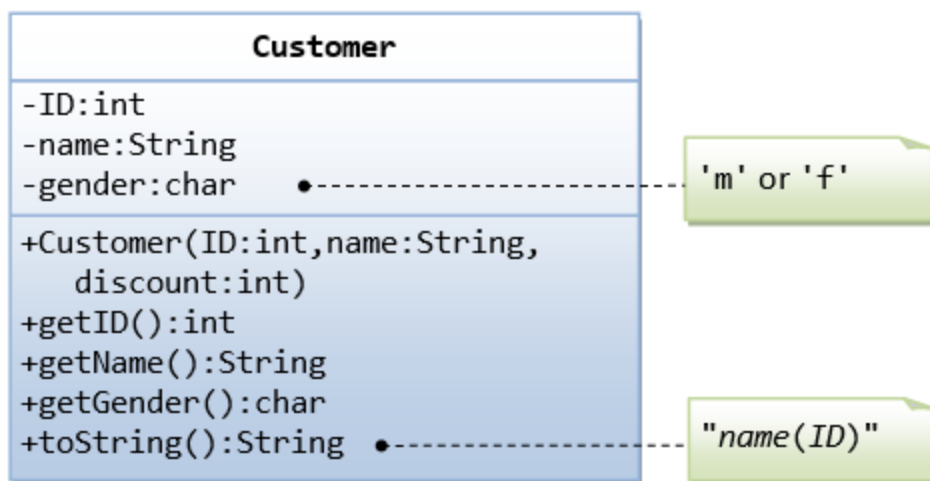 Customer
-ID:int
-name:String
-gender:char
'm' or 'f'
+Customer(ID:int,name:String,
discount:int)
+getID():int
+getName():String
+getGender():char
+toString():String
"name(ID)"